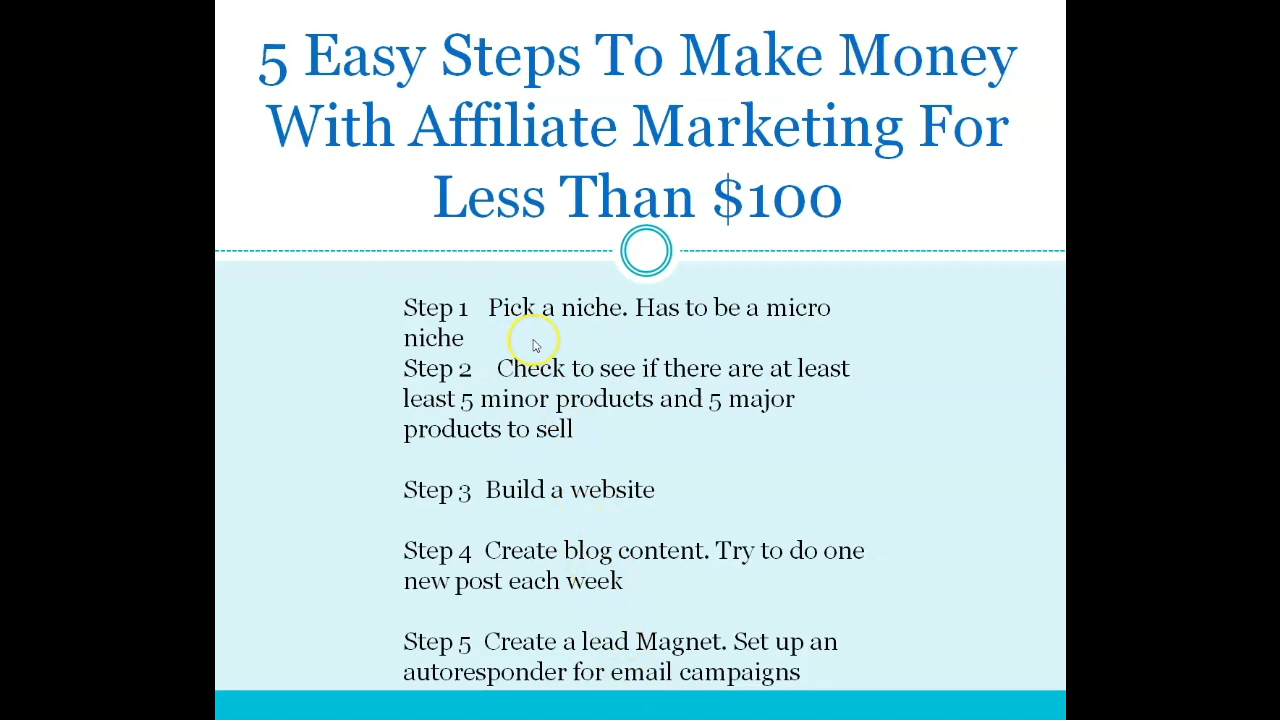 5 Easy Steps To Make Money
With Affiliate Marketing For
Less Than $100
Step 1 Pick a niche. Has to be a micro
niche
Step 2 Check to see if there are at least
least 5 minor products and 5 major
products to sell
Step 3 Build a website
Step 4 Create blog content. Try to do one
new post each week
Step 5 Create a lead Magnet. Set up an
autoresponder for email campaigns